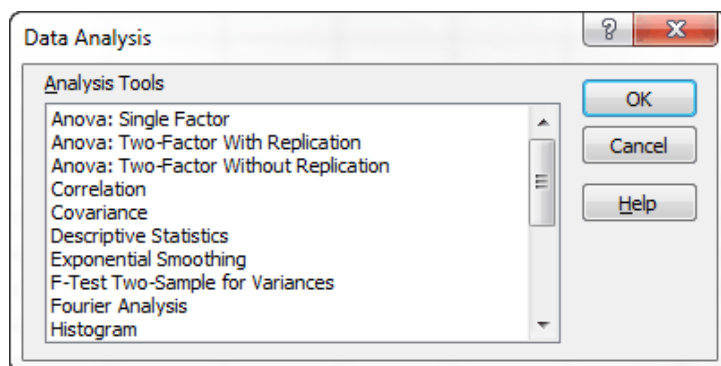 Data Analysis
?
Analysis Tools
Anova: Single Factor
Anova: Two-Factor With Replication
Anova: Two-Factor Without Replication
Correlation
Covariance
Descriptive Statistics
Exponential Smoothing
F-Test Two-Sample for Variances
Fourier Analysis
Histogram
OK
Cancel
Help